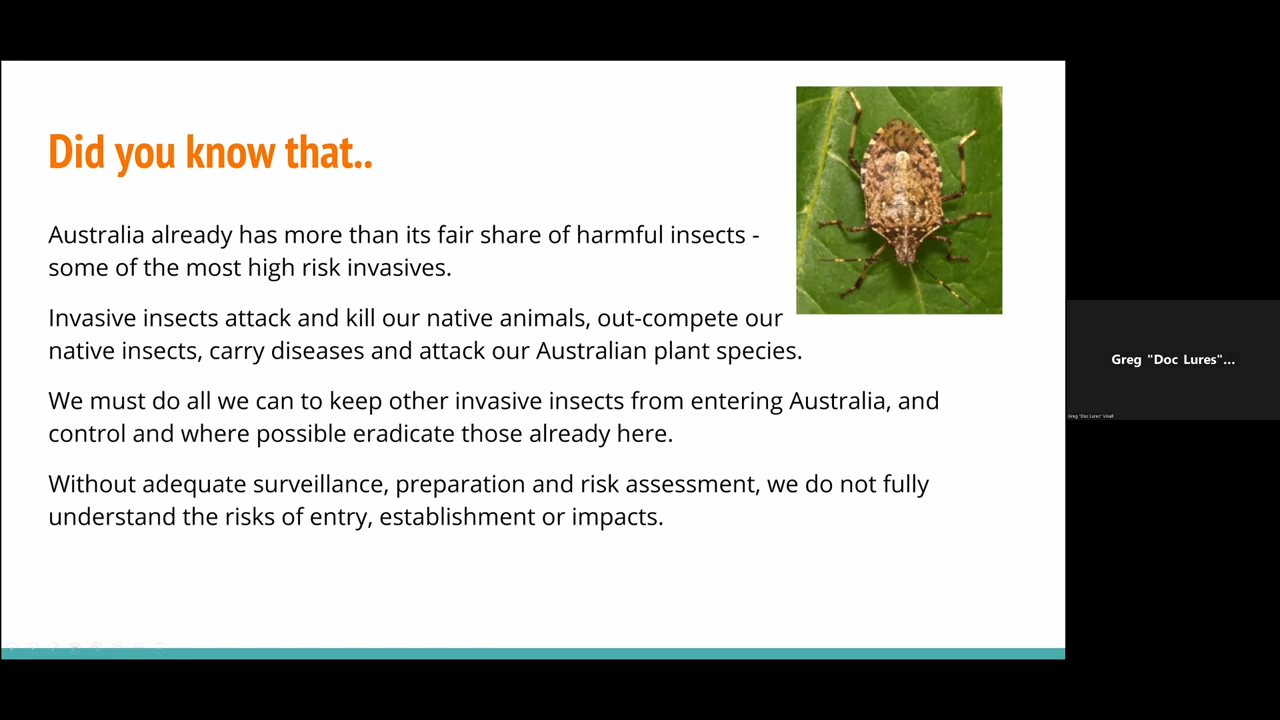 Did you know that..
Australia already has more than its fair share of harmful insects -
some of the most high risk invasives.
Invasive insects attack and kill our native animals, out-compete our
native insects, carry diseases and attack our Australian plant species.
We must do all we can to keep other invasive insects from entering Australia, and
control and where possible eradicate those already here.
Without adequate surveillance, preparation and risk assessment, we do not fully
understand the risks of entry, establishment or impacts.
Greg "Doc Lures"...
Greg "Doc Lures" Vinall